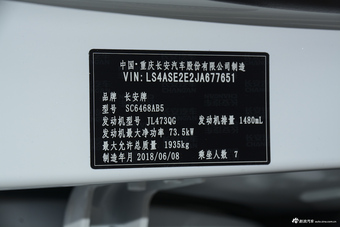 中国·重庆长安汽车股份有限公司制造
VIN: LS4ASE2E2JA677651
品牌 长安牌
型号 SC6468AB5
发动机型号 JL473QG 发动机排量 1480mL
发动机最大净功率 73.5kW
最大允许总质量 1935kg
制造年月 2018/06/08 乘坐人数 7